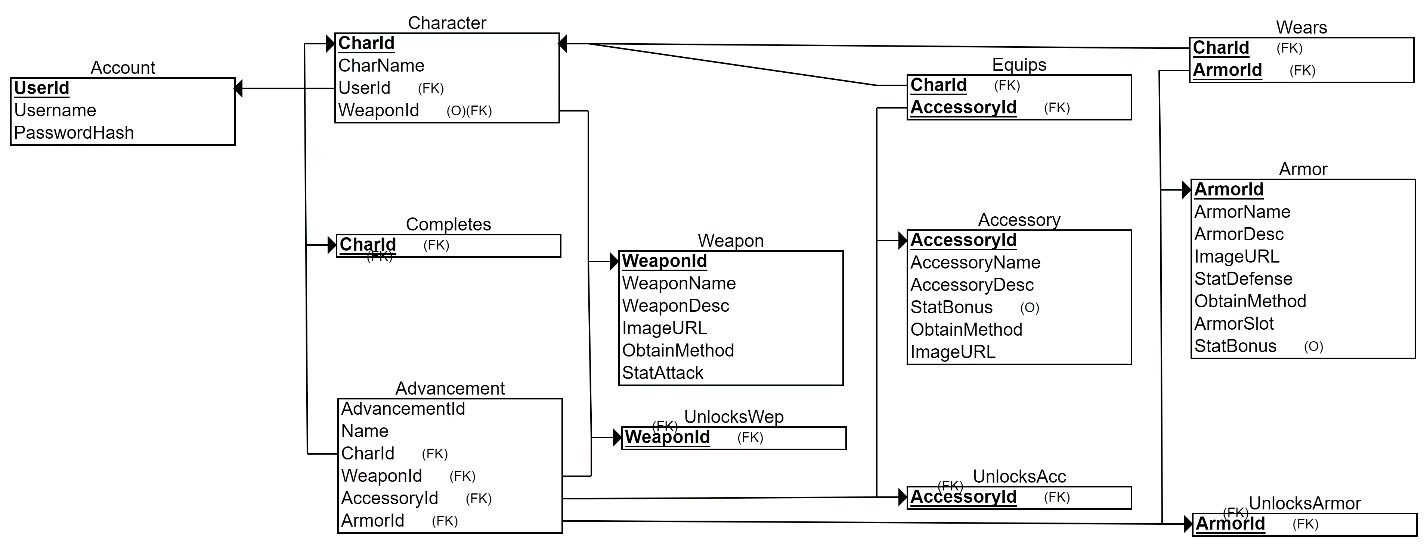 Account
UserId
Username
PasswordHash
Character
CharId
CharName
UserId (FK)
WeaponId (O)(FK)
Completes
CharId (FK)
(FK)
Advancement
AdvancementId
Name
CharId (FK)
WeaponId (FK)
AccessoryId (FK)
ArmorId (FK)
Weapon
WeaponId
WeaponName
WeaponDesc
ImageURL
ObtainMethod
StatAttack
UnlocksWep
(FK)
WeaponId (FK)
Equips
CharId (FK)
AccessoryId (FK)
Accessory
AccessoryId
AccessoryName
AccessoryDesc
StatBonus (O)
ObtainMethod
ImageURL
UnlocksAcc
(FK)
AccessoryId (FK)
Wears
CharId (FK)
ArmorId (FK)
Armor
ArmorId
ArmorName
ArmorDesc
ImageURL
StatDefense
ObtainMethod
ArmorSlot
StatBonus (O)
UnlocksArmor
(FK)
ArmorId (FK)